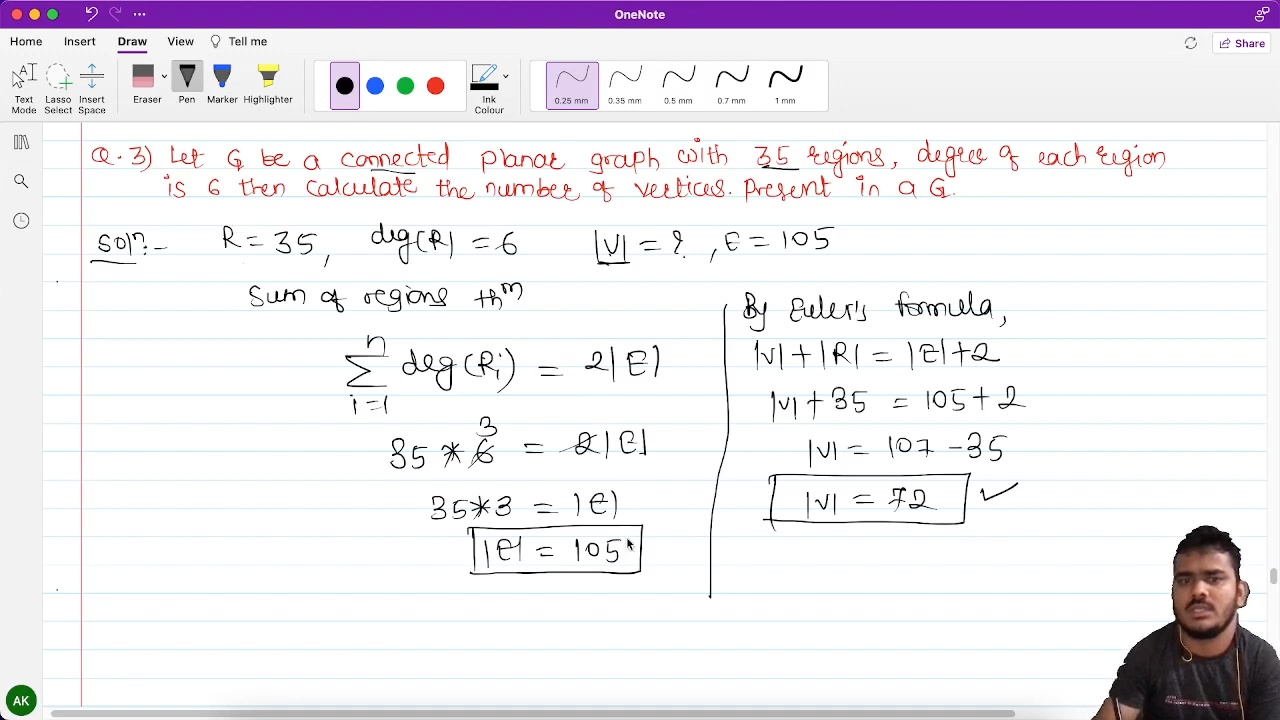 OneNote
Home Insert Draw View Tell me
Share
Text Mode
Lasso Select
Insert Space
Eraser
Pen
Marker
Highlighter
Ink Colour
0.25 mm
0.35 mm
0.5 mm
0.7 mm
1 mm
Q.3) Let G be a connected planar graph with 35 regions, degree of each region
is 6 then calculate the number of vertices. Present in a G.
Solⁿ:- R = 35, deg(R) = 6 |V| = ?, E = 105
Sum of regions thᵐ
n
∑ deg(Ri) = 2|E|
i=1
3
35 * 6 = 2|E|
35*3 = |E|
|E| = 105
By Euler's formula,
|V| + |R| = |E| + 2
|V| + 35 = 105 + 2
|V| = 107 - 35
|V| = 72 ✓
AK